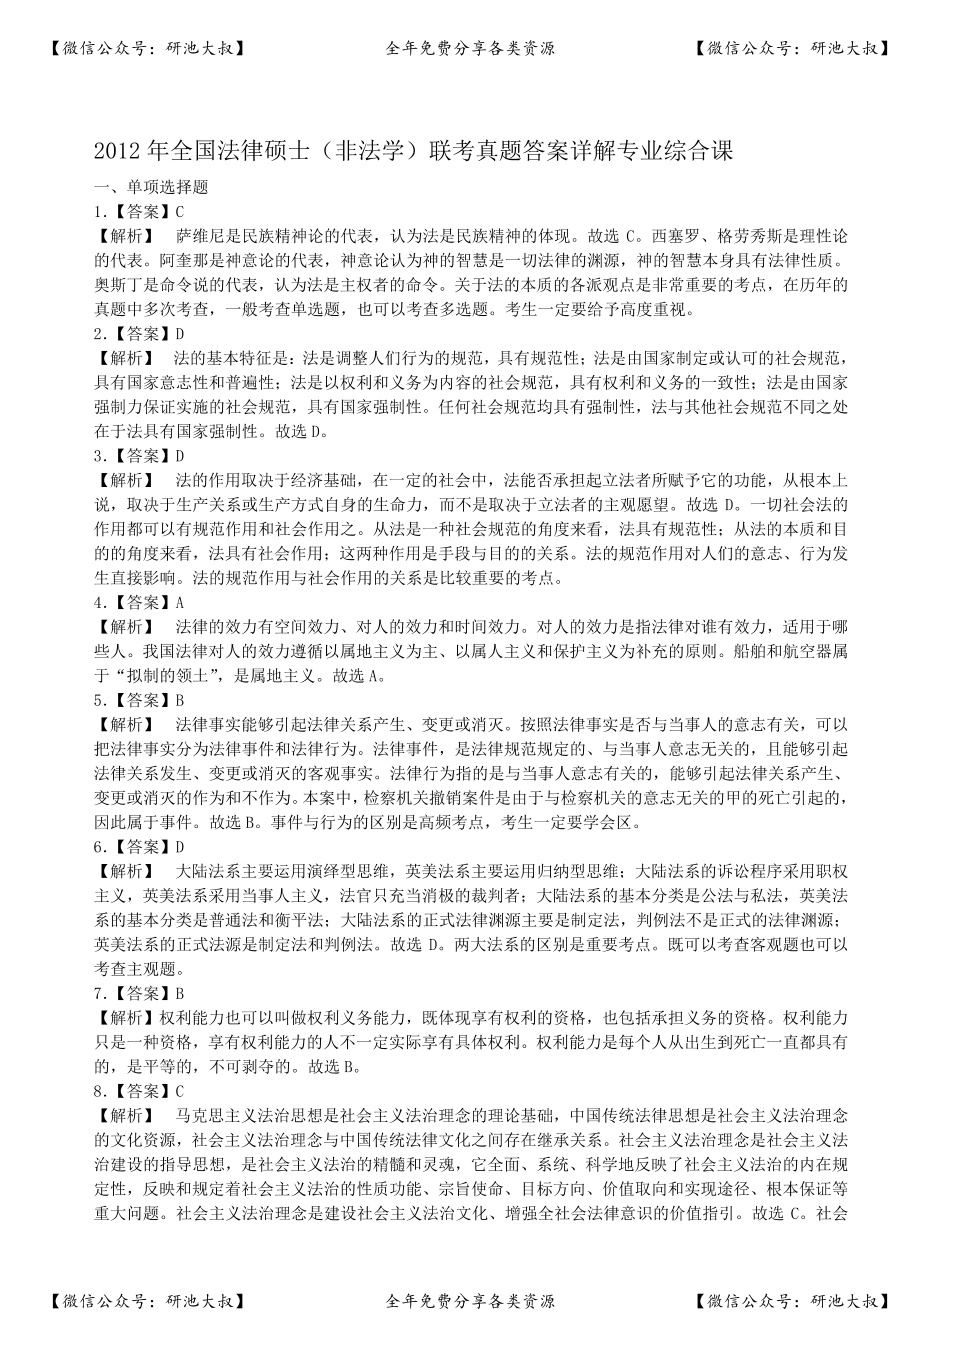 【微信公众号：研池大叔】 全年免费分享各类资源 【微信公众号：研池大叔】
2012 年全国法律硕士（非法学）联考真题答案详解专业综合课
一、单项选择题
1.【答案】C
【解析】 萨维尼是民族精神论的代表，认为法是民族精神的体现。故选 C。西塞罗、格劳秀斯是理性论
的代表。阿奎那是神意论的代表，神意论认为神的智慧是一切法律的渊源，神的智慧本身具有法律性质。
奥斯丁是命令说的代表，认为法是主权者的命令。关于法的本质的各派观点是非常重要的考点，在历年的
真题中多次考查，一般考查单选题，也可以考查多选题。考生一定要给予高度重视。
2.【答案】D
【解析】 法的基本特征是：法是调整人们行为的规范，具有规范性；法是由国家制定或认可的社会规范，
具有国家意志性和普遍性；法是以权利和义务为内容的社会规范，具有权利和义务的一致性；法是由国家
强制力保证实施的社会规范，具有国家强制性。任何社会规范均具有强制性，法与其他社会规范不同之处
在于法具有国家强制性。故选 D。
3.【答案】D
【解析】 法的作用取决于经济基础，在一定的社会中，法能否承担起立法者所赋予它的功能，从根本上
说，取决于生产关系或生产方式自身的生命力，而不是取决于立法者的主观愿望。故选 D。一切社会法的
作用都可以有规范作用和社会作用之。从法是一种社会规范的角度来看，法具有规范性；从法的本质和目
的的角度来看，法具有社会作用；这两种作用是手段与目的的关系。法的规范作用对人们的意志、行为发
生直接影响。法的规范作用与社会作用的关系是比较重要的考点。
4.【答案】A
【解析】 法律的效力有空间效力、对人的效力和时间效力。对人的效力是指法律对谁有效力，适用于哪
些人。我国法律对人的效力遵循以属地主义为主、以属人主义和保护主义为补充的原则。船舶和航空器属
于“拟制的领土”，是属地主义。故选 A。
5.【答案】B
【解析】 法律事实能够引起法律关系产生、变更或消灭。按照法律事实是否与当事人的意志有关，可以
把法律事实分为法律事件和法律行为。法律事件，是法律规范规定的、与当事人意志无关的，且能够引起
法律关系发生、变更或消灭的客观事实。法律行为指的是与当事人意志有关的，能够引起法律关系产生、
变更或消灭的作为和不作为。本案中，检察机关撤销案件是由于与检察机关的意志无关的甲的死亡引起的，
因此属于事件。故选 B。事件与行为的区别是高频考点，考生一定要学会区。
6.【答案】D
【解析】 大陆法系主要运用演绎型思维，英美法系主要运用归纳型思维；大陆法系的诉讼程序采用职权
主义，英美法系采用当事人主义，法官只充当消极的裁判者；大陆法系的基本分类是公法与私法，英美法
系的基本分类是普通法和衡平法；大陆法系的正式法律渊源主要是制定法，判例法不是正式的法律渊源；
英美法系的正式法源是制定法和判例法。故选 D。两大法系的区别是重要考点。既可以考查客观题也可以
考查主观题。
7.【答案】B
【解析】权利能力也可以叫做权利义务能力，既体现享有权利的资格，也包括承担义务的资格。权利能力
只是一种资格，享有权利能力的人不一定实际享有具体权利。权利能力是每个人从出生到死亡一直都具有
的，是平等的，不可剥夺的。故选 B。
8.【答案】C
【解析】 马克思主义法治思想是社会主义法治理念的理论基础，中国传统法律思想是社会主义法治理念
的文化资源，社会主义法治理念与中国传统法律文化之间存在继承关系。社会主义法治理念是社会主义法
治建设的指导思想，是社会主义法治的精髓和灵魂，它全面、系统、科学地反映了社会主义法治的内在规
定性，反映和规定着社会主义法治的性质功能、宗旨使命、目标方向、价值取向和实现途径、根本保证等
重大问题。社会主义法治理念是建设社会主义法治文化、增强全社会法律意识的价值指引。故选 C。社会
【微信公众号：研池大叔】 全年免费分享各类资源 【微信公众号：研池大叔】